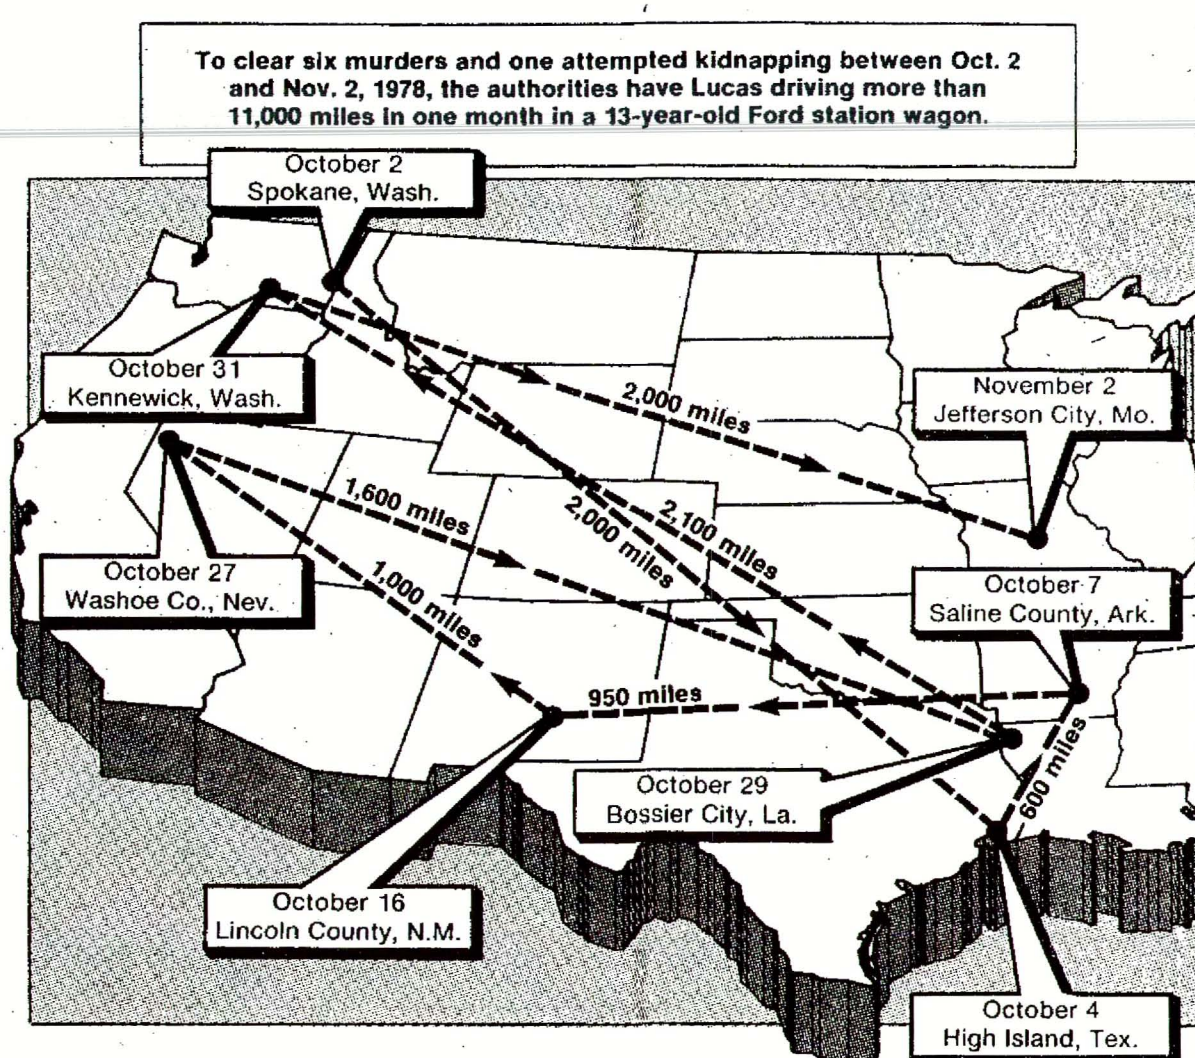 To clear six murders and one attempted kidnapping between Oct. 2
and Nov. 2, 1978, the authorities have Lucas driving more than
11,000 miles in one month in a 13-year-old Ford station wagon.
October 2
Spokane, Wash.
October 31
Kennewick, Wash.
2,000 miles
November 2
Jefferson City, Mo.
1,600 miles
2,000 miles
2,100 miles
October 27
Washoe Co., Nev.
1,000 miles
October 7
Saline County, Ark.
950 miles
October 29
Bossier City, La.
600 miles
October 16
Lincoln County, N.M.
October 4
High Island, Tex.